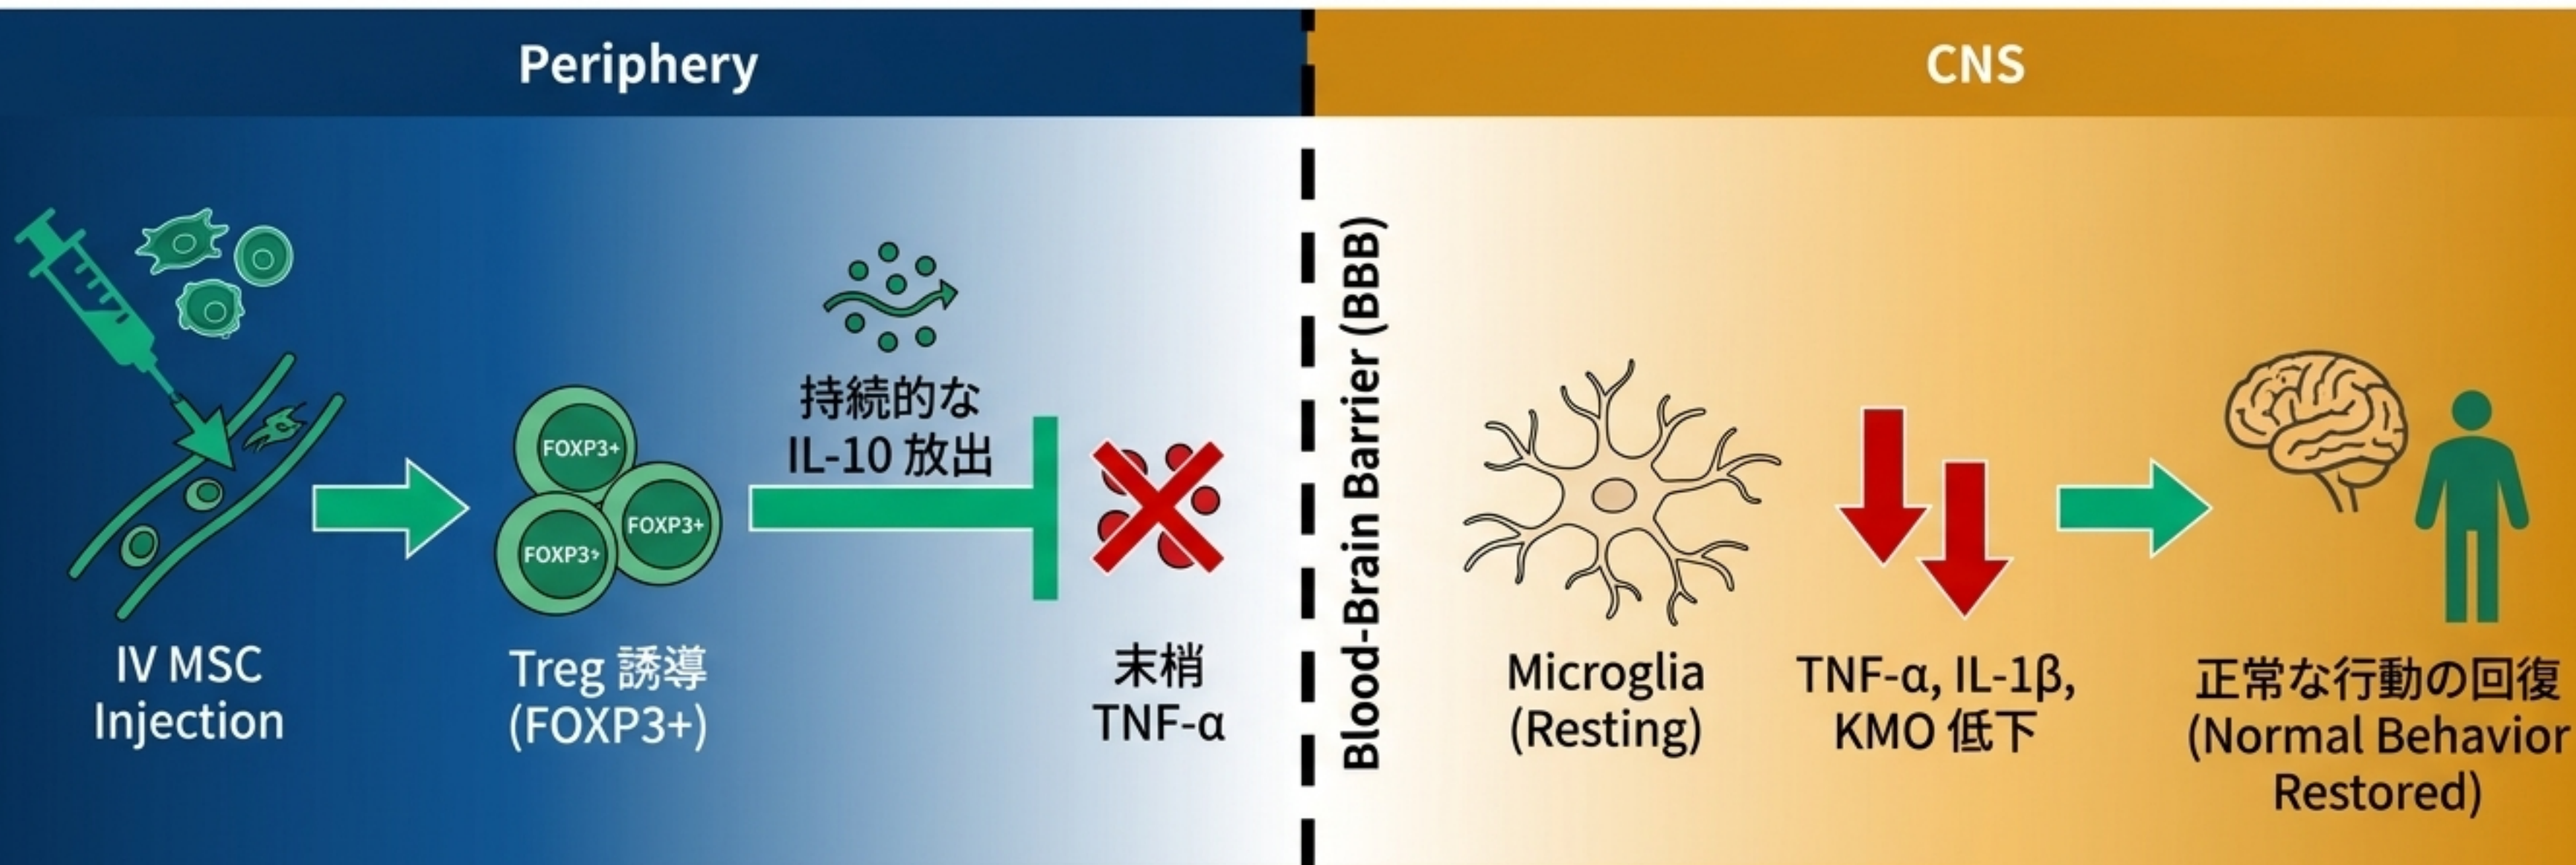 Periphery
CNS
持続的な
IL-10 放出
FOXP3+
FOXP3+
FOXP3+
IV MSC
Injection
Treg 誘導
(FOXP3+)
末梢
TNF-α
Blood-Brain Barrier (BBB)
Microglia
(Resting)
TNF-α, IL-1β,
KMO 低下
正常な行動の回復
(Normal Behavior
Restored)